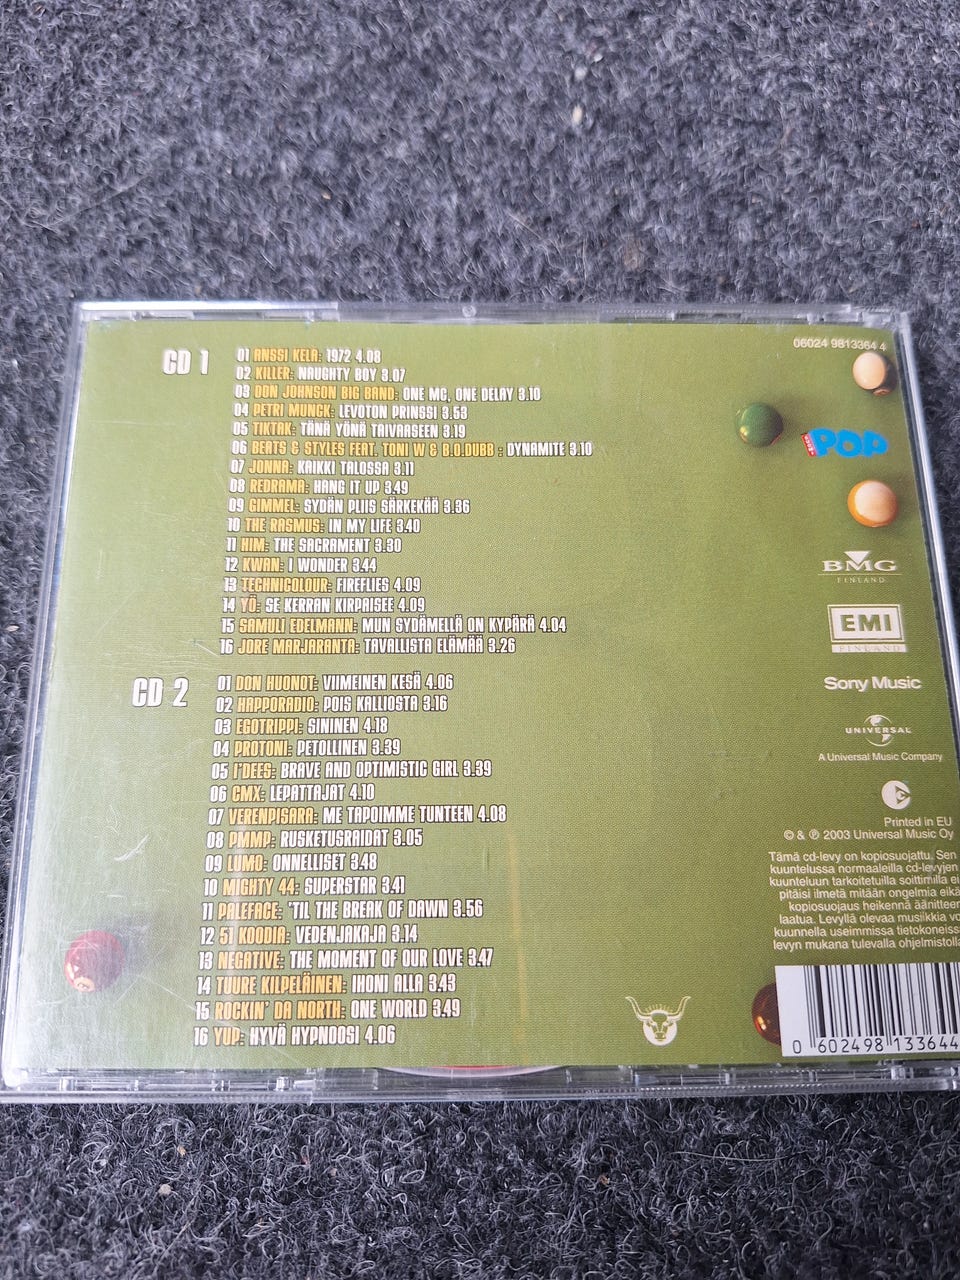 06024 9813364 4
CD 1
01 ANSSI KELA: 1972 4.08
02 KILLER: NAUGHTY BOY 3.07
03 DON JOHNSON BIG BAND: ONE MC, ONE DELAY 3.10
04 PETRI MUNCK: LEVOTON PRINSSI 3.53
05 TIKTAK: TÄNÄ YÖNÄ TAIVAASEEN 3.19
06 BEATS & STYLES FEAT. TONI W & B.O.DUBB : DYNAMITE 3.10
07 JONNA: KAIKKI TALOSSA 3.11
08 REDRAMA: HANG IT UP 3.49
09 GIMMEL: SYDÄN PLIIS SÄRKEKÄÄ 3.36
10 THE RASMUS: IN MY LIFE 3.40
11 HIM: THE SACRAMENT 3.30
12 KWAN: I WONDER 3.44
13 TECHNICOLOUR: FIREFLIES 4.09
14 YÖ: SE KERRAN KIRPAISEE 4.09
15 SAMULI EDELMANN: MUN SYDÄMELLÄ ON KYPÄRÄ 4.04
16 JORE MARJARANTA: TAVALLISTA ELÄMÄÄ 3.26
CD 2
01 DON HUONOT: VIIMEINEN KESÄ 4.06
02 HAPPORADIO: POIS KALLIOSTA 3.16
03 EGOTRIPPI: SININEN 4.18
04 PROTONI: PETOLLINEN 3.39
05 I'DEES: BRAVE AND OPTIMISTIC GIRL 3.39
06 CMX: LEPATTAJAT 4.10
07 VERENPISARA: ME TAPOIMME TUNTEEN 4.08
08 PMMP: RUSKETUSRAIDAT 3.05
09 LUMO: ONNELLISET 3.48
10 MIGHTY 44: SUPERSTAR 3.41
11 PALEFACE: 'TIL THE BREAK OF DAWN 3.56
12 51 KOODIA: VEDENJAKAJA 3.14
13 NEGATIVE: THE MOMENT OF OUR LOVE 3.47
14 TUURE KILPELÄINEN: IHONI ALLA 3.43
15 ROCKIN' DA NORTH: ONE WORLD 3.49
16 YUP: HYVÄ HYPNOOSI 4.06
POP
BMG
FINLAND
EMI
FINLAND
Sony Music
UNIVERSAL
A Universal Music Company
Printed in EU
© & ℗ 2003 Universal Music Oy
Tämä cd-levy on kopiosuojattu. Sen
kuuntelussa normaaleilla cd-levyjen
kuunteluun tarkoitetuilla soittimilla ei
pitäisi ilmetä mitään ongelmia eikä
kopiosuojaus heikennä äänitteen
laatua. Levyllä olevaa musiikkia vo
kuunnella useimmissa tietokoneiss
levyn mukana tulevalla ohjelmistoll
0 602498 133644